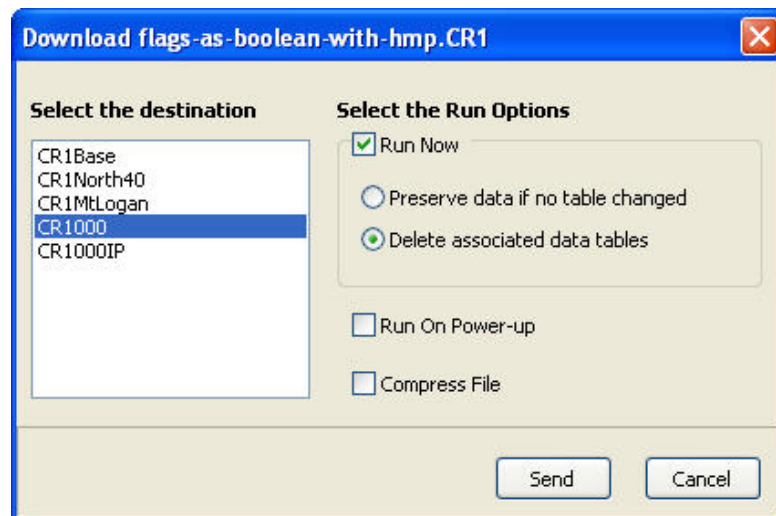 Download flags-as-boolean-with-hmp.CR1
Select the destination
CR1Base
CR1North40
CR1MtLogan
CR1000
CR1000IP
Select the Run Options
Run Now
Preserve data if no table changed
Delete associated data tables
Run On Power-up
Compress File
Send
Cancel